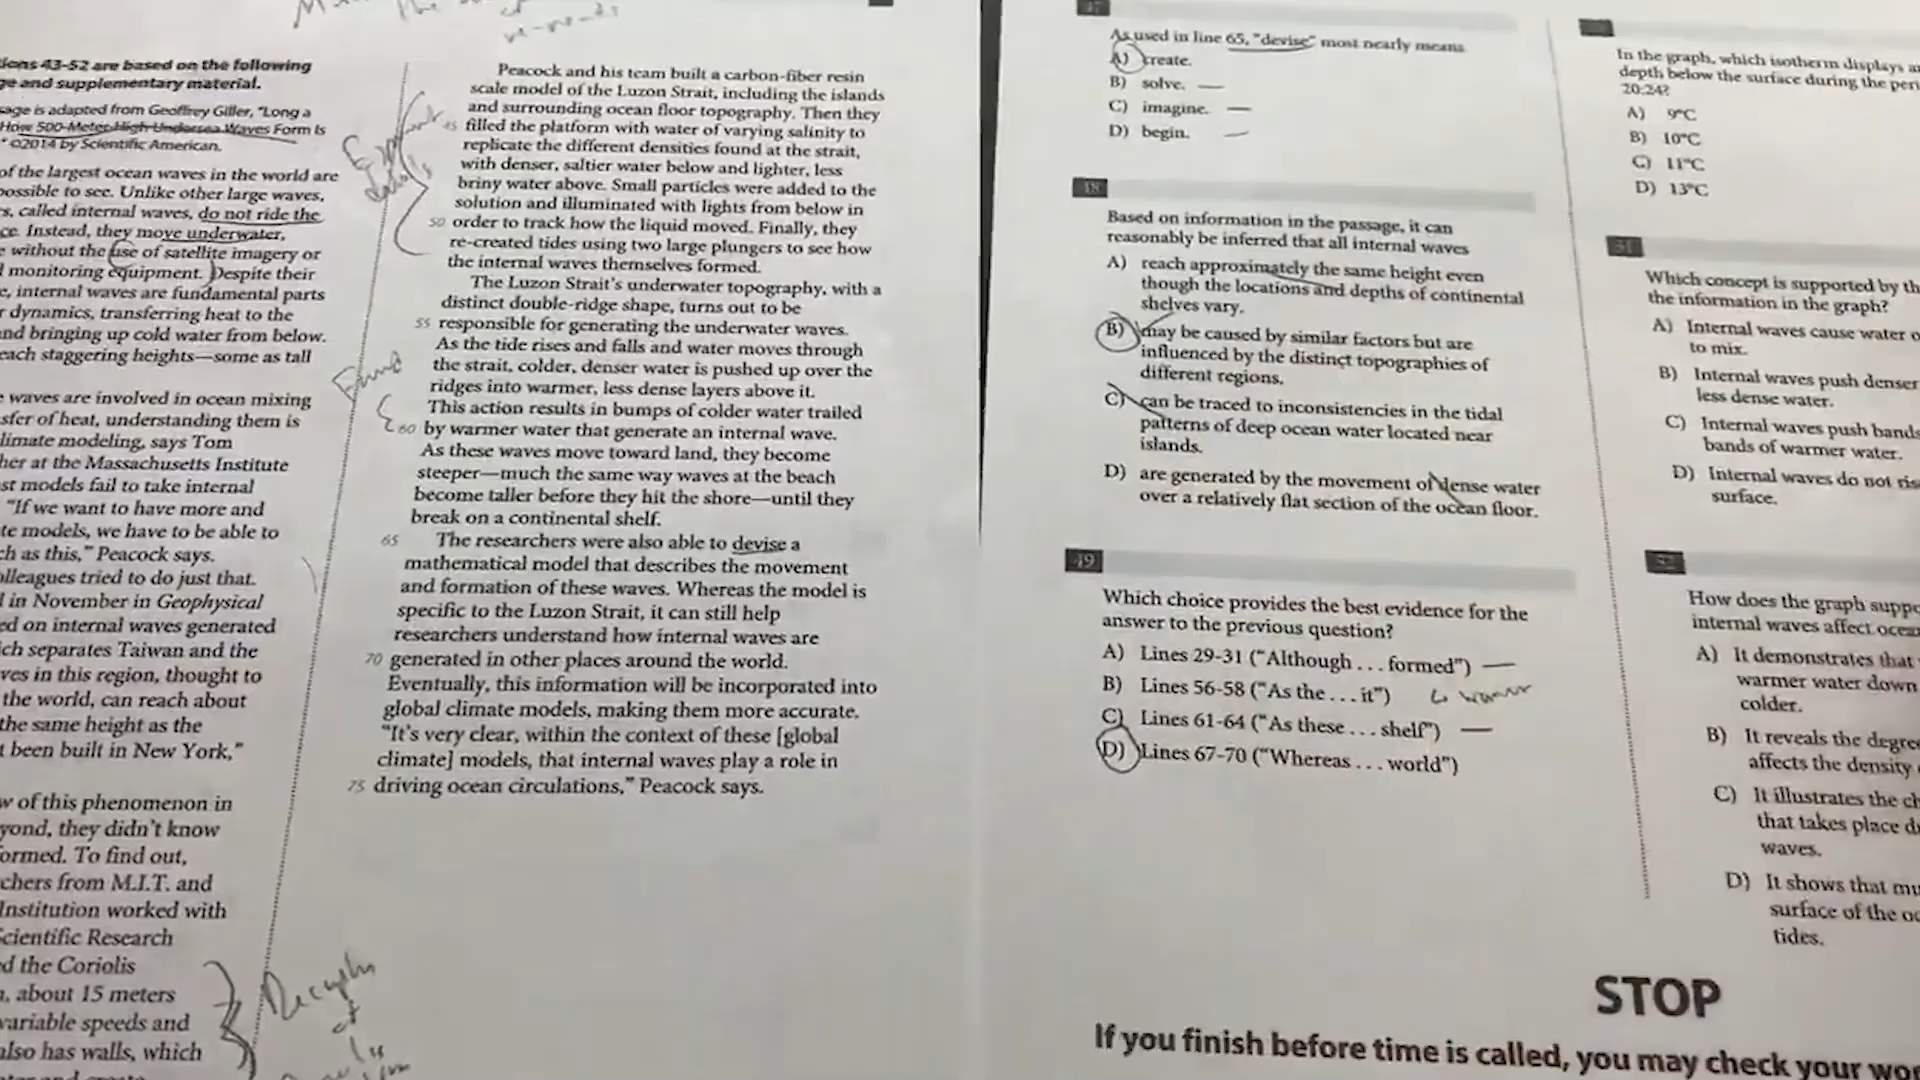 re-reads
tions 43-52 are based on the following
ge and supplementary material.
sage is adapted from Geoffrey Giller, "Long a
How 500-Meter-High Undersea Waves Form Is
" ©2014 by Scientific American.
of the largest ocean waves in the world are
possible to see. Unlike other large waves,
s, called internal waves, do not ride the
ce. Instead, they move underwater,
e without the use of satellite imagery or
l monitoring equipment. Despite their
e, internal waves are fundamental parts
r dynamics, transferring heat to the
and bringing up cold water from below.
each staggering heights—some as tall
e waves are involved in ocean mixing
sfer of heat, understanding them is
limate modeling, says Tom
her at the Massachusetts Institute
st models fail to take internal
"If we want to have more and
te models, we have to be able to
ch as this," Peacock says.
olleagues tried to do just that.
l in November in Geophysical
ed on internal waves generated
ich separates Taiwan and the
ves in this region, thought to
the world, can reach about
the same height as the
t been built in New York,"
w of this phenomenon in
yond, they didn't know
ormed. To find out,
chers from M.I.T. and
Institution worked with
Scientific Research
d the Coriolis
, about 15 meters
variable speeds and
also has walls, which
Peacock and his team built a carbon-fiber resin
scale model of the Luzon Strait, including the islands
and surrounding ocean floor topography. Then they
45 filled the platform with water of varying salinity to
replicate the different densities found at the strait,
with denser, saltier water below and lighter, less
briny water above. Small particles were added to the
solution and illuminated with lights from below in
50 order to track how the liquid moved. Finally, they
re-created tides using two large plungers to see how
the internal waves themselves formed.
The Luzon Strait's underwater topography, with a
distinct double-ridge shape, turns out to be
55 responsible for generating the underwater waves.
As the tide rises and falls and water moves through
the strait, colder, denser water is pushed up over the
ridges into warmer, less dense layers above it.
This action results in bumps of colder water trailed
60 by warmer water that generate an internal wave.
As these waves move toward land, they become
steeper—much the same way waves at the beach
become taller before they hit the shore—until they
break on a continental shelf.
65 The researchers were also able to devise a
mathematical model that describes the movement
and formation of these waves. Whereas the model is
specific to the Luzon Strait, it can still help
researchers understand how internal waves are
70 generated in other places around the world.
Eventually, this information will be incorporated into
global climate models, making them more accurate.
"It's very clear, within the context of these [global
climate] models, that internal waves play a role in
75 driving ocean circulations," Peacock says.
47
As used in line 65, "devise" most nearly means
A) create.
B) solve.
C) imagine.
D) begin.
48
Based on information in the passage, it can
reasonably be inferred that all internal waves
A) reach approximately the same height even
though the locations and depths of continental
shelves vary.
B) may be caused by similar factors but are
influenced by the distinct topographies of
different regions.
C) can be traced to inconsistencies in the tidal
patterns of deep ocean water located near
islands.
D) are generated by the movement of dense water
over a relatively flat section of the ocean floor.
49
Which choice provides the best evidence for the
answer to the previous question?
A) Lines 29-31 ("Although . . . formed")
B) Lines 56-58 ("As the . . . it")
C) Lines 61-64 ("As these . . . shelf")
D) Lines 67-70 ("Whereas . . . world")
In the graph, which isotherm displays a
depth below the surface during the peri
20:24?
A) 9°C
B) 10°C
C) 11°C
D) 13°C
51
Which concept is supported by th
the information in the graph?
A) Internal waves cause water o
to mix.
B) Internal waves push denser
less dense water.
C) Internal waves push bands
bands of warmer water.
D) Internal waves do not ris
surface.
52
How does the graph suppo
internal waves affect ocea
A) It demonstrates that
warmer water down
colder.
B) It reveals the degre
affects the density
C) It illustrates the ch
that takes place d
waves.
D) It shows that mu
surface of the oc
tides.
STOP
If you finish before time is called, you may check your wor